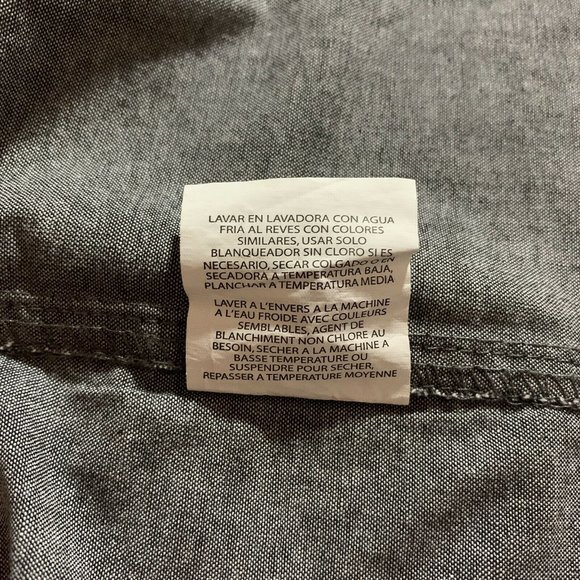 LAVAR EN LAVADORA CON AGUA
FRIA AL REVES CON COLORES
SIMILARES, USAR SOLO
BLANQUEADOR SIN CLORO SI ES
NECESARIO, SECAR COLGADO O EN
SECADORA A TEMPERATURA BAJA,
PLANCHAR A TEMPERATURA MEDIA
LAVER A L'ENVERS A LA MACHINE
A L'EAU FROIDE AVEC COULEURS
SEMBLABLES, AGENT DE
BLANCHIMENT NON CHLORE AU
BESOIN, SECHER A LA MACHINE A
BASSE TEMPERATURE OU
SUSPENDRE POUR SECHER,
REPASSER A TEMPERATURE MOYENNE